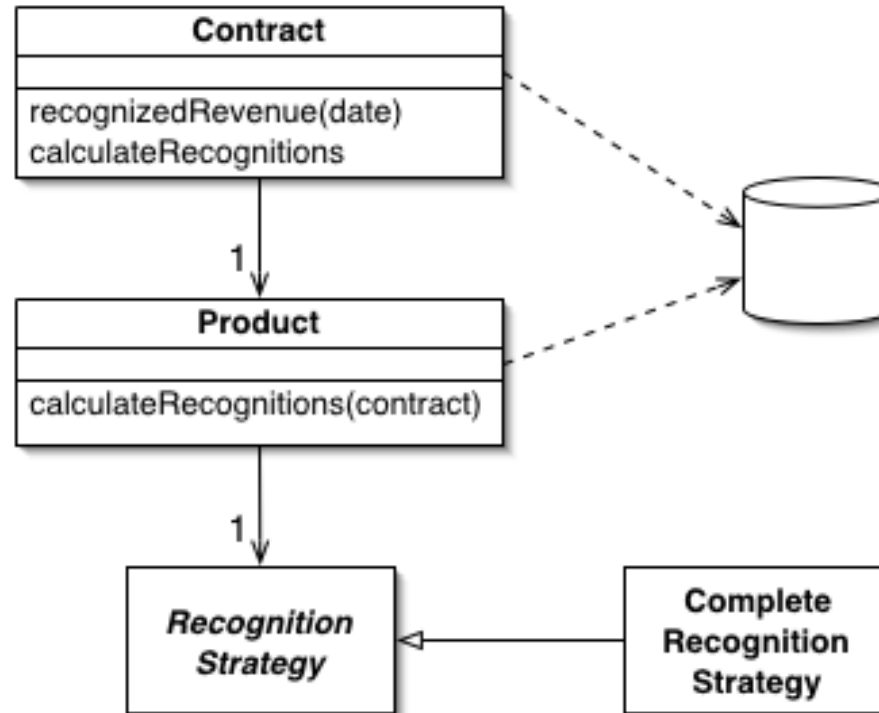 Contract
recognizedRevenue(date)
calculateRecognitions
1
Product
calculateRecognitions(contract)
1
Recognition
Strategy
Complete
Recognition
Strategy